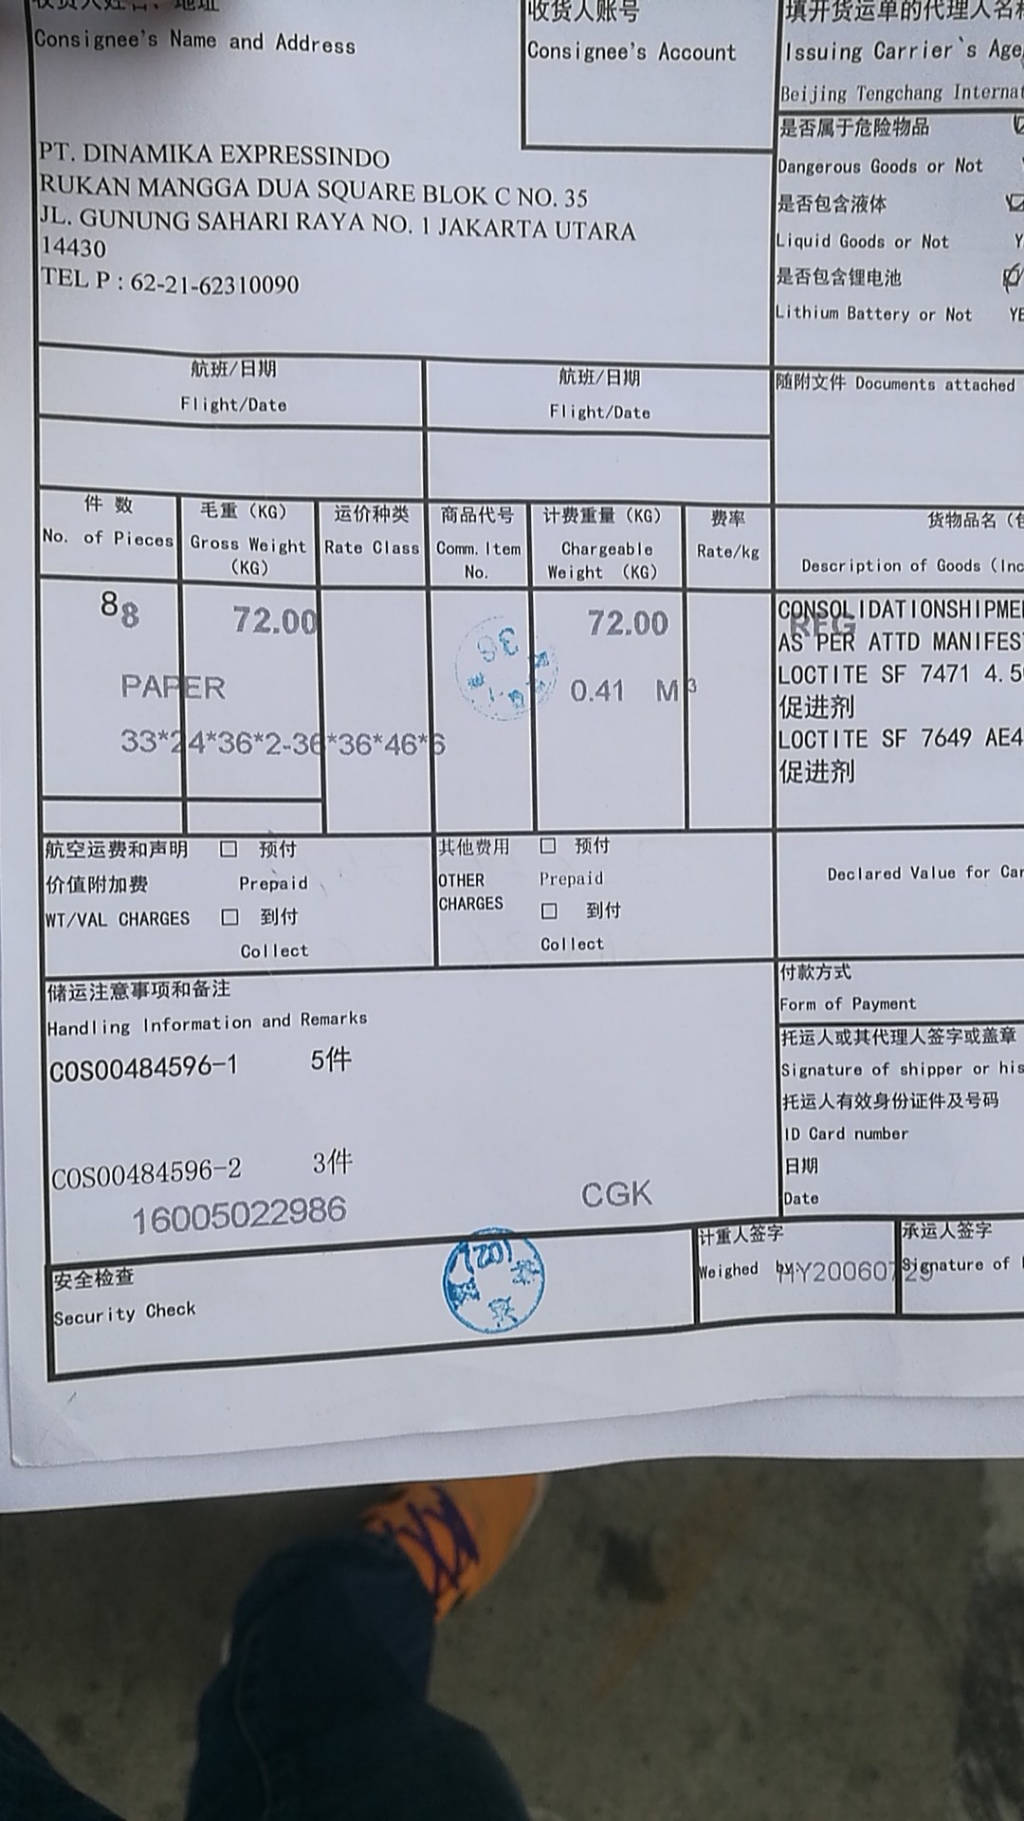 收货人姓名、地址
Consignee's Name and Address
收货人账号
Consignee's Account
填开货运单的代理人名称
Issuing Carrier`s Age
Beijing Tengchang Internat
是否属于危险物品
Dangerous Goods or Not
是否包含液体
Liquid Goods or Not Y
是否包含锂电池
Lithium Battery or Not YE
PT. DINAMIKA EXPRESSINDO
RUKAN MANGGA DUA SQUARE BLOK C NO. 35
JL. GUNUNG SAHARI RAYA NO. 1 JAKARTA UTARA
14430
TEL P : 62-21-62310090
航班/日期
Flight/Date
航班/日期
Flight/Date
随附文件 Documents attached
件 数
No. of Pieces
毛重（KG）
Gross Weight
(KG)
运价种类
Rate Class
商品代号
Comm. Item
No.
计费重量（KG）
Chargeable
Weight （KG）
费率
Rate/kg
货物品名（包
Description of Goods (Inc
8
8
72.00
36
72.00
REG
CONSOLIDATIONSHIPME
AS PER ATTD MANIFES
LOCTITE SF 7471 4.5
促进剂
LOCTITE SF 7649 AE4
促进剂
PAPER
0.41 M3
33*24*36*2-36*36*46*6
航空运费和声明 □ 预付
价值附加费 Prepaid
WT/VAL CHARGES □ 到付
Collect
其他费用 □ 预付
OTHER Prepaid
CHARGES □ 到付
Collect
Declared Value for Car
储运注意事项和备注
Handling Information and Remarks
COS00484596-1 5件
COS00484596-2 3件
16005022986 CGK
付款方式
Form of Payment
托运人或其代理人签字或盖章
Signature of shipper or his
托运人有效身份证件及号码
ID Card number
日期
Date
安全检查
Security Check
计重人签字
Weighed by:
MY20060729
承运人签字
Signature of